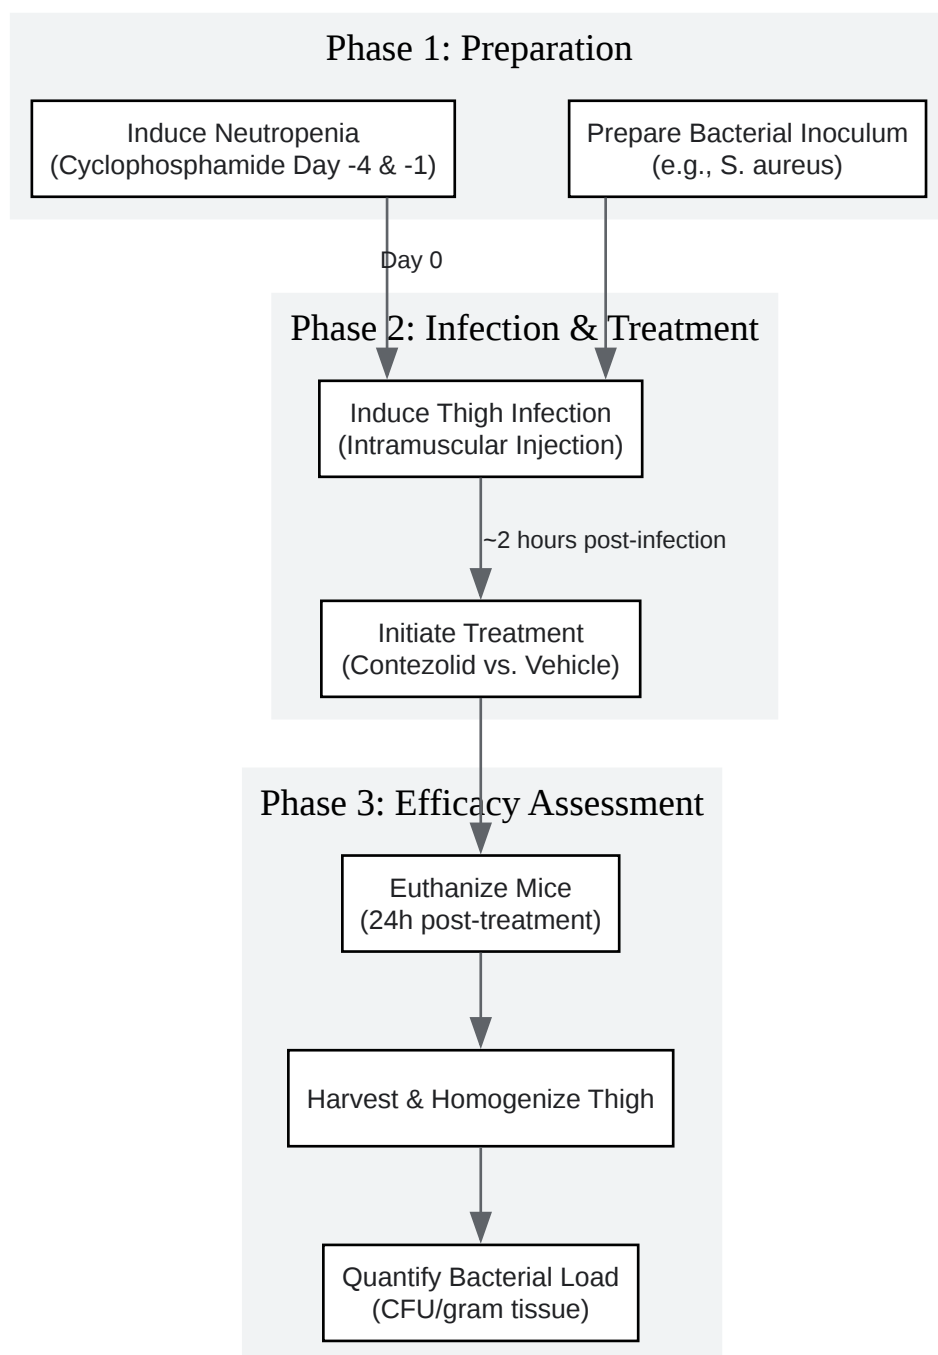 Phase 1: Preparation
Induce Neutropenia
(Cyclophosphamide Day -4 & -1)
Prepare Bacterial Inoculum
(e.g., S. aureus)
Day 0
Phase 2: Infection & Treatment
Induce Thigh Infection
(Intramuscular Injection)
~2 hours post-infection
Initiate Treatment
(Contezolid vs. Vehicle)
Phase 3: Efficacy Assessment
Euthanize Mice
(24h post-treatment)
Harvest & Homogenize Thigh
Quantify Bacterial Load
(CFU/gram tissue)